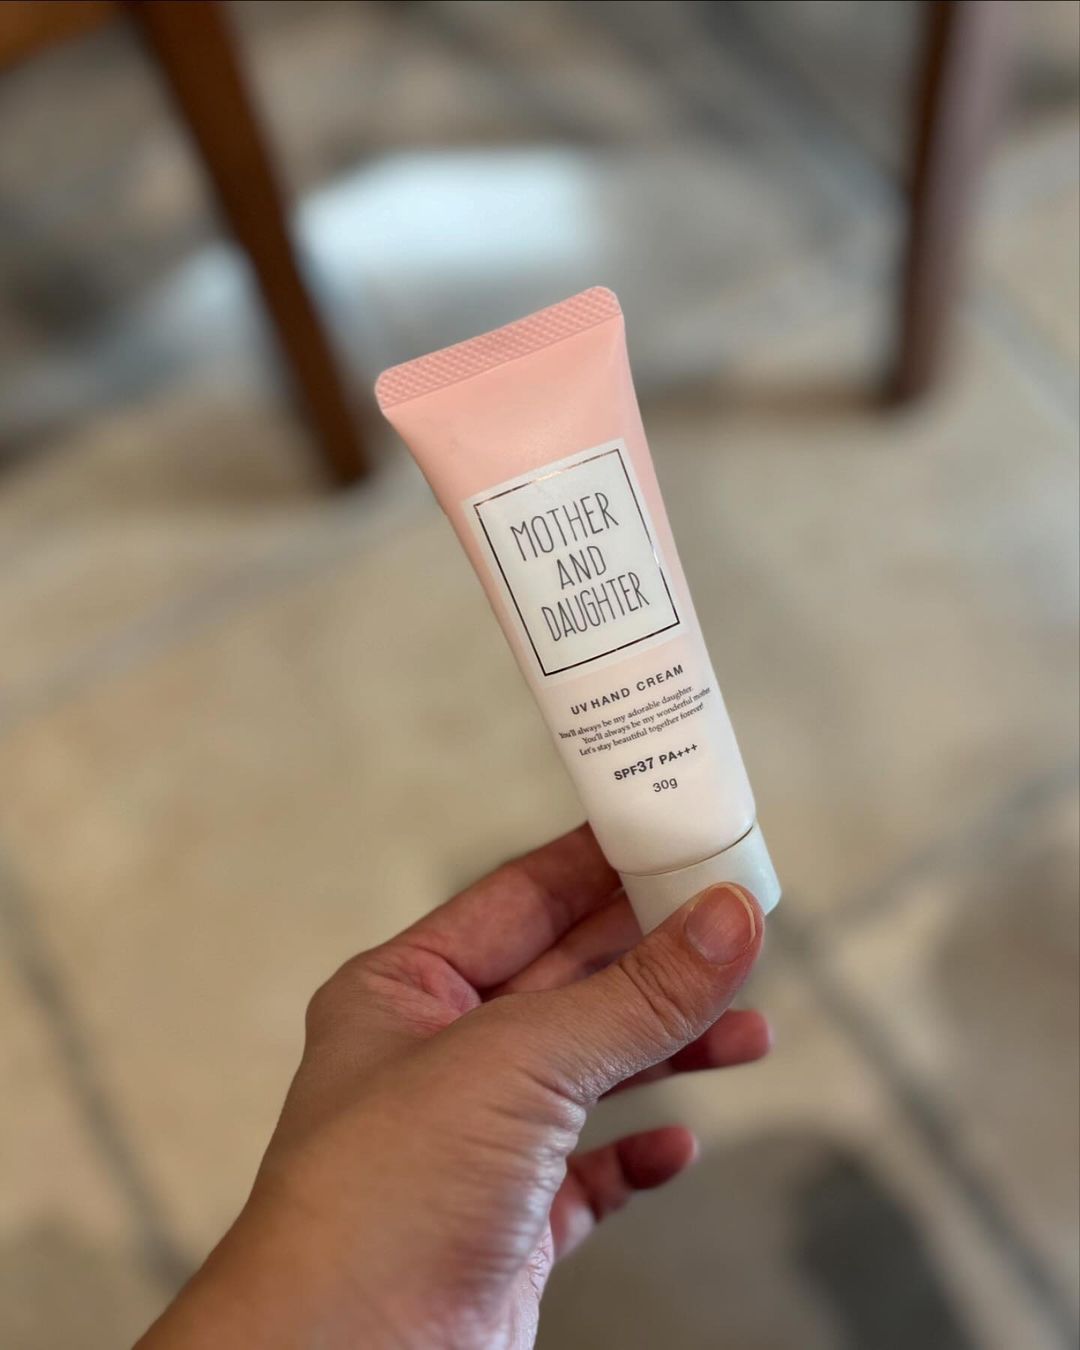 MOTHER
AND
DAUGHTER
UV HAND CREAM
You'll always be my adorable daughter.
You'll always be my wonderful mother.
Let's stay beautiful together forever!
SPF37 PA+++
30g